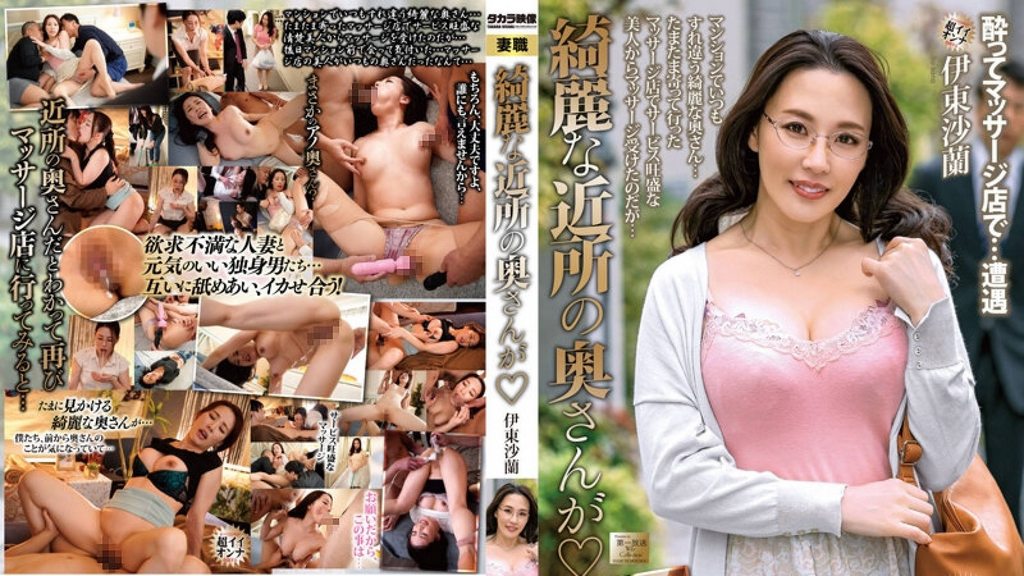 酔ってマッサージ店で…遭遇
伊東沙蘭
マンションでいつも
すれ違う綺麗な奥さん…
たまたま寄って行った
マッサージ店でサービス旺盛な
美人からマッサージ受けたのだが…
綺麗な近所の奥さんが♡
タカラ映像
妻職
綺麗な近所の奥さんが♡
伊東沙蘭
もちろん、人夫も大丈夫ですよ、
誰にも言えませんから…
近所の奥さんだとわかって再び
マッサージ店に行ってみると…
欲求不満な人妻と
元気のいい独身男たち…
互いに舐めあい、イカせ合う!
たまに見かける
綺麗な奥さんが…
僕たち、前から奥さんの
ことが気になっていて…
サービス旺盛な
マッサージ
お願いだから、
この事は…
超イイ
オンナ
第一放送
Collection